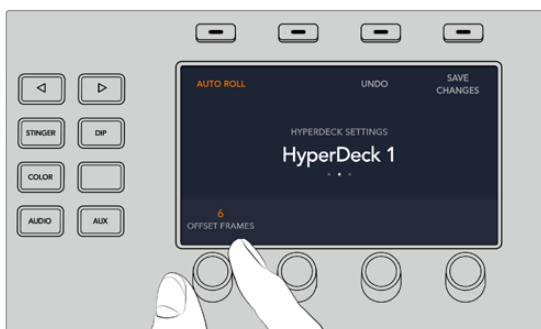 AUTO ROLL
UNDO
SAVE
CHANGES
STINGER
DIP
HYPERDECK SETTINGS
HyperDeck 1
COLOR
AUDIO
AUX
6
OFFSET FRAMES